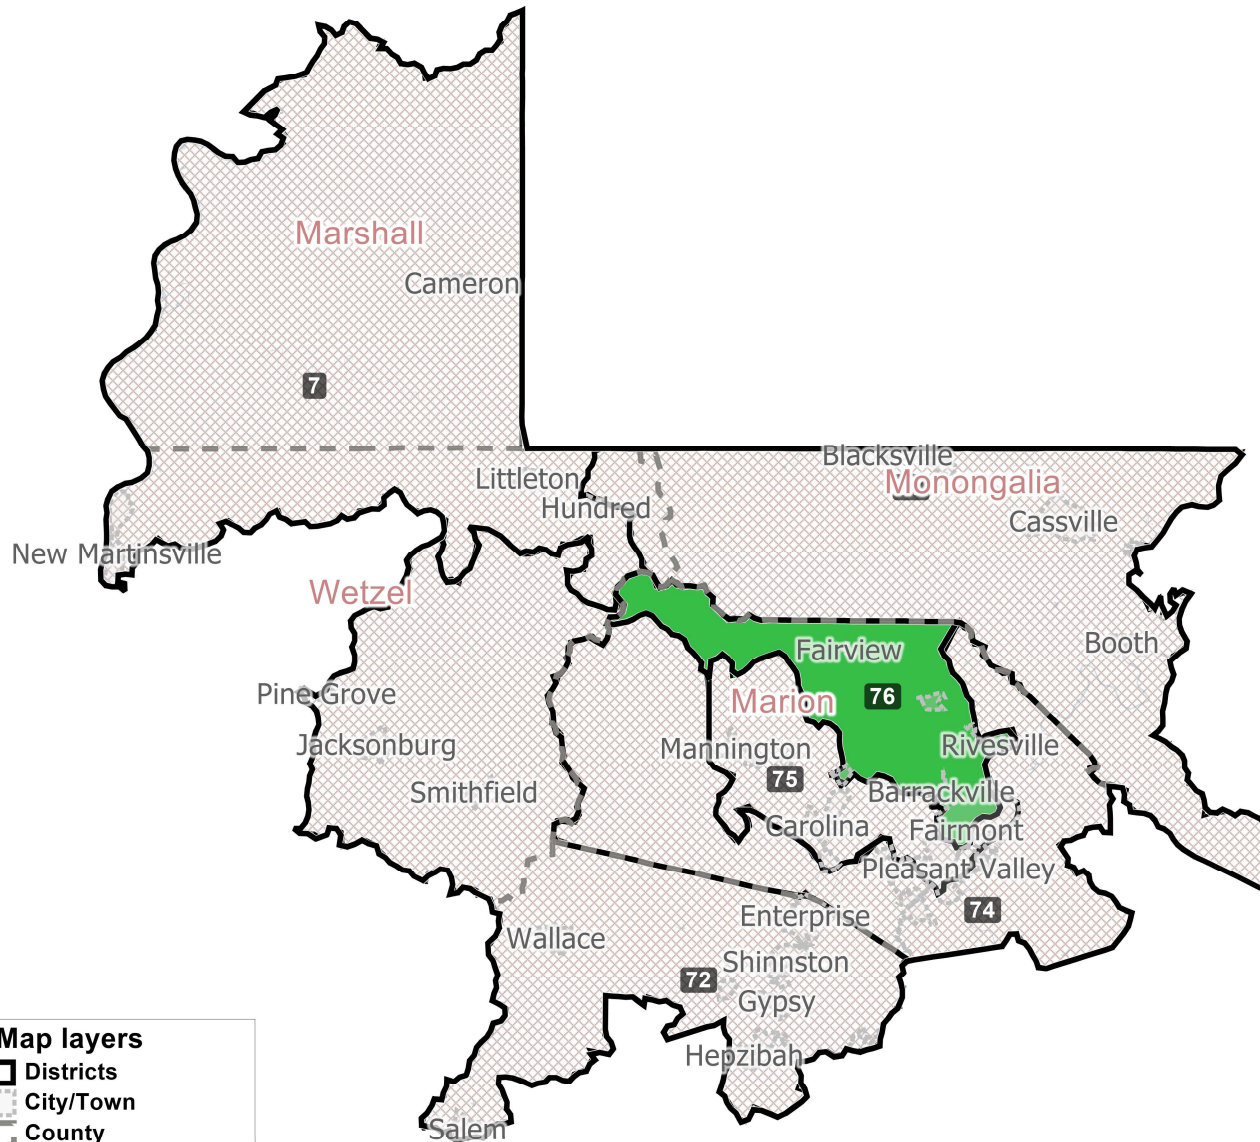 Marshall
Cameron
7
Blacksville
Littleton
Monongalia
Hundred
Cassville
New Martinsville
Wetzel
Booth
Fairview
Pine Grove
76
Marion
Jacksonburg
Mannington
Rivesville
75
Smithfield
Barrackville
Carolina
Fairmont
Pleasant Valley
74
Enterprise
Wallace
Shinnston
72
Gypsy
Map layers
Hepzibah
Districts
City/Town
Salem
County